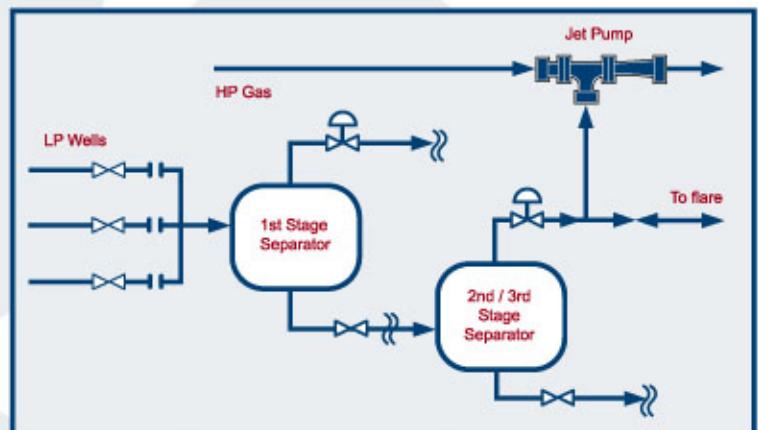 Jet Pump
HP Gas
LP Wells
To flare
1st Stage
Separator
2nd / 3rd
Stage
Separator